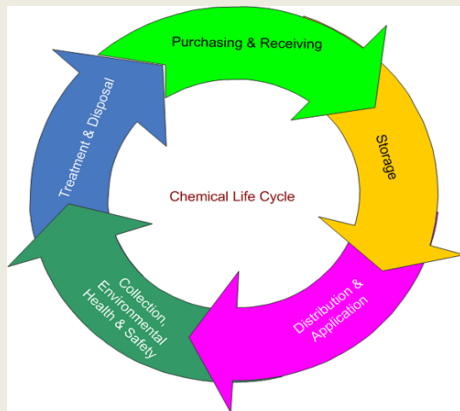 Purchasing & Receiving
Storage
Distribution &
Application
Collection,
Environmental
Health & Safety
Treatment & Disposal
Chemical Life Cycle